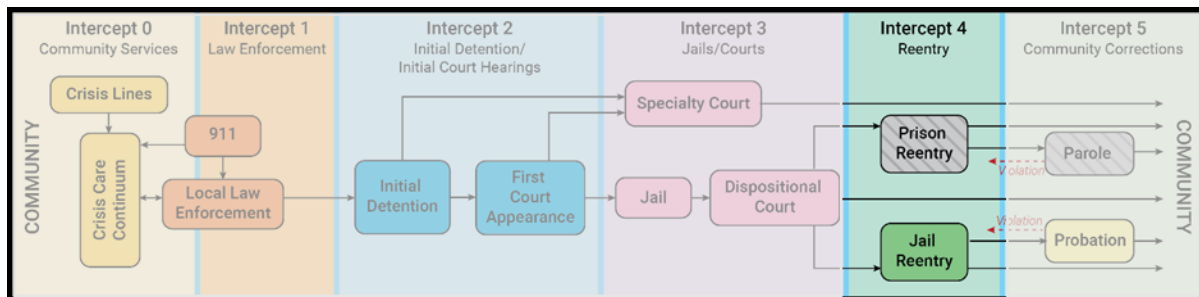 Intercept 0
Community Services
Intercept 1
Law Enforcement
Intercept 2
Initial Detention/
Initial Court Hearings
Intercept 3
Jails/Courts
Intercept 4
Reentry
Intercept 5
Community Corrections
COMMUNITY
Crisis Lines
Crisis Care
Continuum
911
Local Law
Enforcement
Initial
Detention
First
Court
Appearance
Specialty Court
Jail
Dispositional
Court
Prison
Reentry
Violation
Parole
Jail
Reentry
Violation
Probation
COMMUNITY